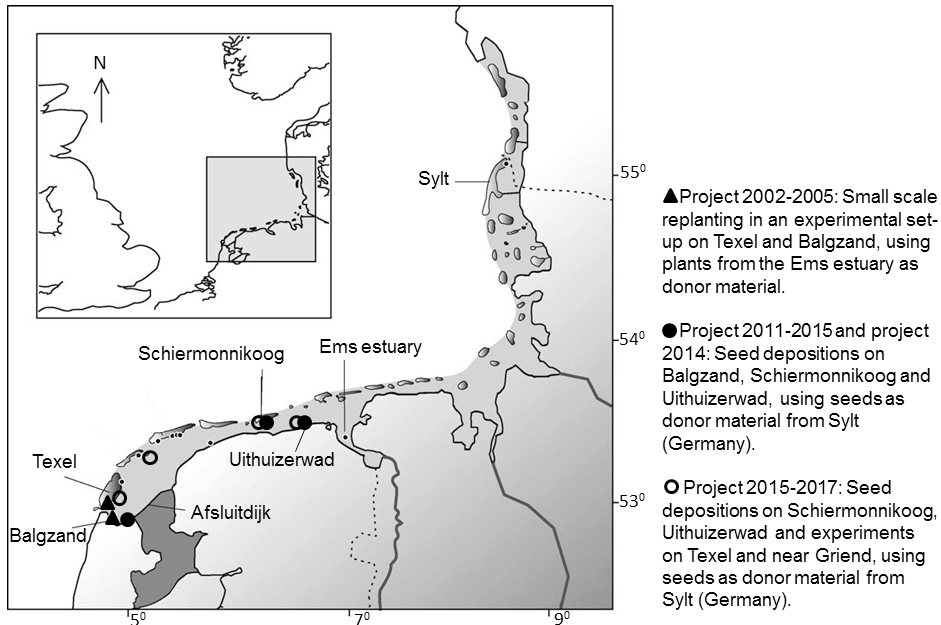 N
Sylt
55⁰
54⁰
Schiermonnikoog
Ems estuary
Uithuizerwad
Texel
53⁰
Afsluitdijk
Balgzand
5⁰
7⁰
9⁰
▲Project 2002-2005: Small scale
replanting in an experimental set-
up on Texel and Balgzand, using
plants from the Ems estuary as
donor material.
●Project 2011-2015 and project
2014: Seed depositions on
Balgzand, Schiermonnikoog and
Uithuizerwad, using seeds as
donor material from Sylt
(Germany).
○ Project 2015-2017: Seed
depositions on Schiermonnikoog,
Uithuizerwad and experiments
on Texel and near Griend, using
seeds as donor material from
Sylt (Germany).